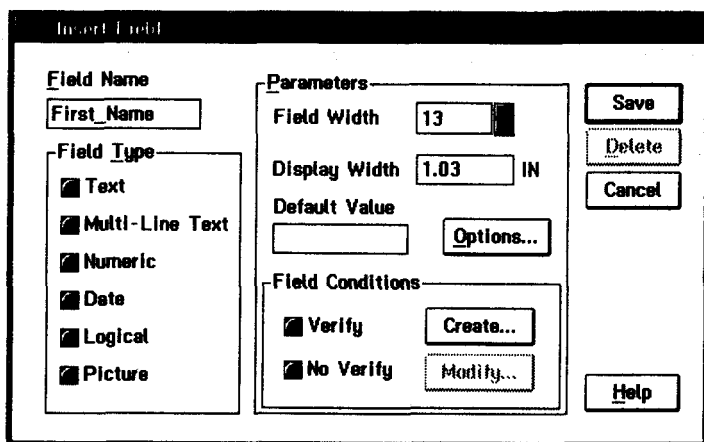 Insert Field
Field Name
First_Name
Field Type
Text
Multi-Line Text
Numeric
Date
Logical
Picture
Parameters
Field Width 13
Display Width 1.03 IN
Default Value
Options...
Field Conditions
Verify Create...
No Verify Modify...
Save
Delete
Cancel
Help